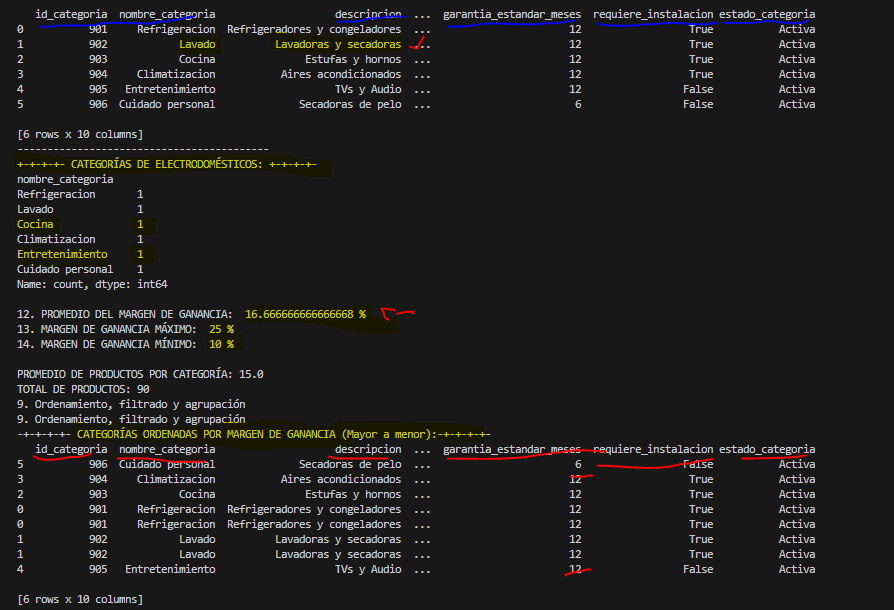 id_categoria nombre_categoria descripcion ... garantia_estandar_meses requiere_instalacion estado_categoria
0 901 Refrigeracion Refrigeradores y congeladores ... 12 True Activa
1 902 Lavado Lavadoras y secadoras ... 12 True Activa
2 903 Cocina Estufas y hornos ... 12 True Activa
3 904 Climatizacion Aires acondicionados ... 12 True Activa
4 905 Entretenimiento TVs y Audio ... 12 False Activa
5 906 Cuidado personal Secadoras de pelo ... 6 False Activa
[6 rows x 10 columns]
------------------------------------------
+-+-+-+- CATEGORÍAS DE ELECTRODOMÉSTICOS: +-+-+-+-
nombre_categoria
Refrigeracion 1
Lavado 1
Cocina 1
Climatizacion 1
Entretenimiento 1
Cuidado personal 1
Name: count, dtype: int64
12. PROMEDIO DEL MARGEN DE GANANCIA: 16.666666666666668 %
13. MARGEN DE GANANCIA MÁXIMO: 25 %
14. MARGEN DE GANANCIA MÍNIMO: 10 %
PROMEDIO DE PRODUCTOS POR CATEGORÍA: 15.0
TOTAL DE PRODUCTOS: 90
9. Ordenamiento, filtrado y agrupación
9. Ordenamiento, filtrado y agrupación
-+-+-+-+- CATEGORÍAS ORDENADAS POR MARGEN DE GANANCIA (Mayor a menor):-+-+-+-+-
id_categoria nombre_categoria descripcion ... garantia_estandar_meses requiere_instalacion estado_categoria
5 906 Cuidado personal Secadoras de pelo ... 6 False Activa
3 904 Climatizacion Aires acondicionados ... 12 True Activa
2 903 Cocina Estufas y hornos ... 12 True Activa
0 901 Refrigeracion Refrigeradores y congeladores ... 12 True Activa
0 901 Refrigeracion Refrigeradores y congeladores ... 12 True Activa
1 902 Lavado Lavadoras y secadoras ... 12 True Activa
1 902 Lavado Lavadoras y secadoras ... 12 True Activa
4 905 Entretenimiento TVs y Audio ... 12 False Activa
[6 rows x 10 columns]